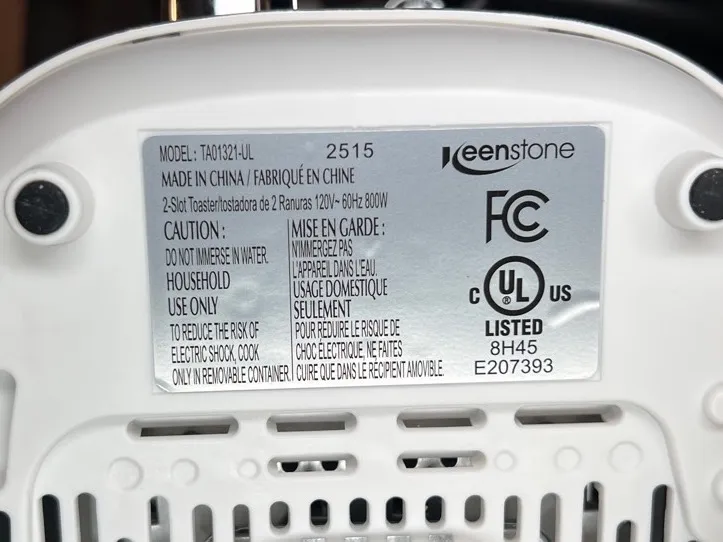 MODEL: TA01321-UL 2515 Keenstone
MADE IN CHINA / FABRIQUÉ EN CHINE
2-Slot Toaster/tostadora de 2 Ranuras 120V~ 60Hz 800W
CAUTION :
DO NOT IMMERSE IN WATER.
HOUSEHOLD
USE ONLY
TO REDUCE THE RISK OF
ELECTRIC SHOCK, COOK
ONLY IN REMOVABLE CONTAINER.
MISE EN GARDE :
N'IMMERGEZ PAS
L'APPAREIL DANS L'EAU.
USAGE DOMESTIQUE
SEULEMENT
POUR RÉDUIRE LE RISQUE DE
CHOC ÉLECTRIQUE, NE FAITES
CUIRE QUE DANS LE RÉCIPIENT AMOVIBLE.
FC
C UL ® US
LISTED
8H45
E207393